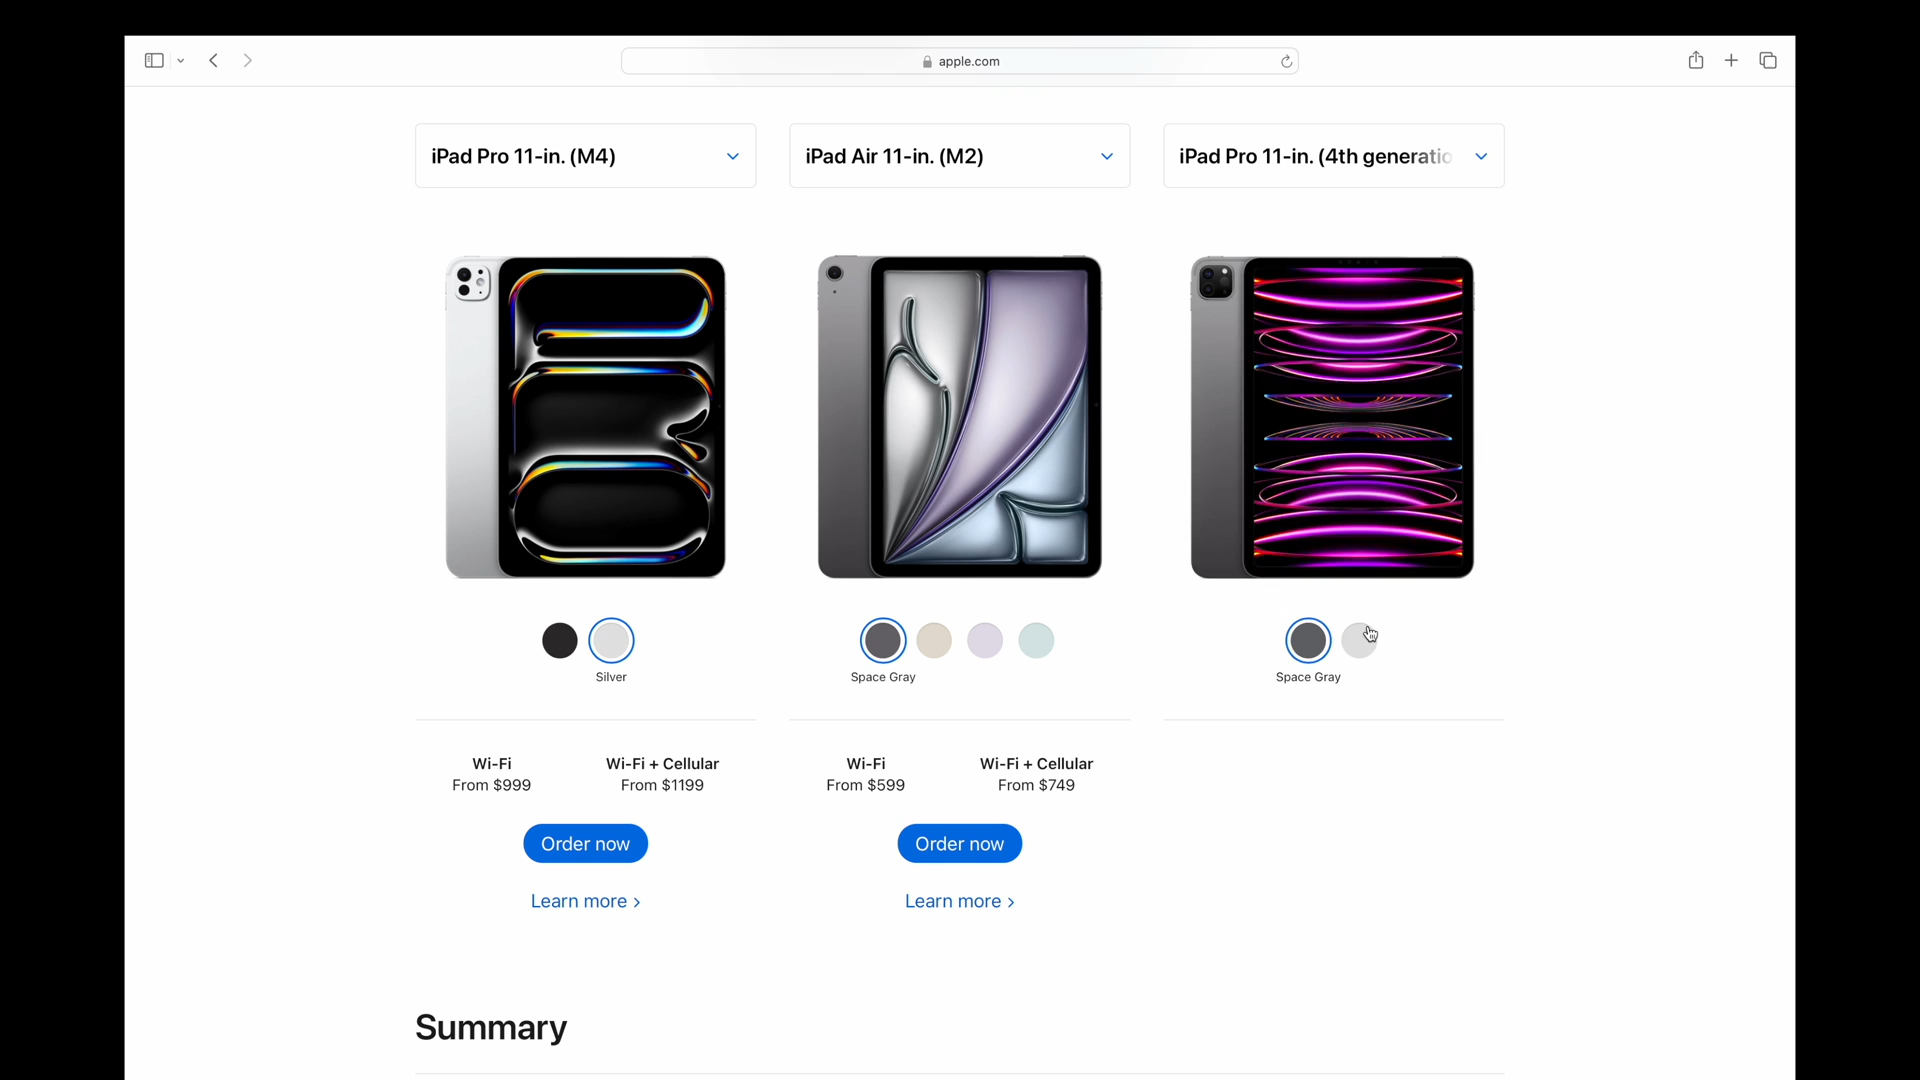 apple.com
iPad Pro 11-in. (M4)
iPad Air 11-in. (M2)
iPad Pro 11-in. (4th generatio
Silver
Space Gray
Space Gray
Wi-Fi
From $999
Wi-Fi + Cellular
From $1199
Wi-Fi
From $599
Wi-Fi + Cellular
From $749
Order now
Order now
Learn more >
Learn more >
Summary